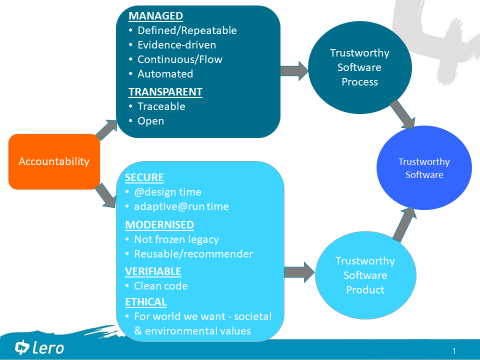 MANAGED
• Defined/Repeatable
• Evidence-driven
• Continuous/Flow
• Automated
TRANSPARENT
• Traceable
• Open
Trustworthy
Software
Process
Accountability
Trustworthy
Software
SECURE
• @design time
• adaptive@run time
MODERNISED
• Not frozen legacy
• Reusable/recommender
VERIFIABLE
• Clean code
ETHICAL
• For world we want - societal
& environmental values
Trustworthy
Software
Product
Lero
1